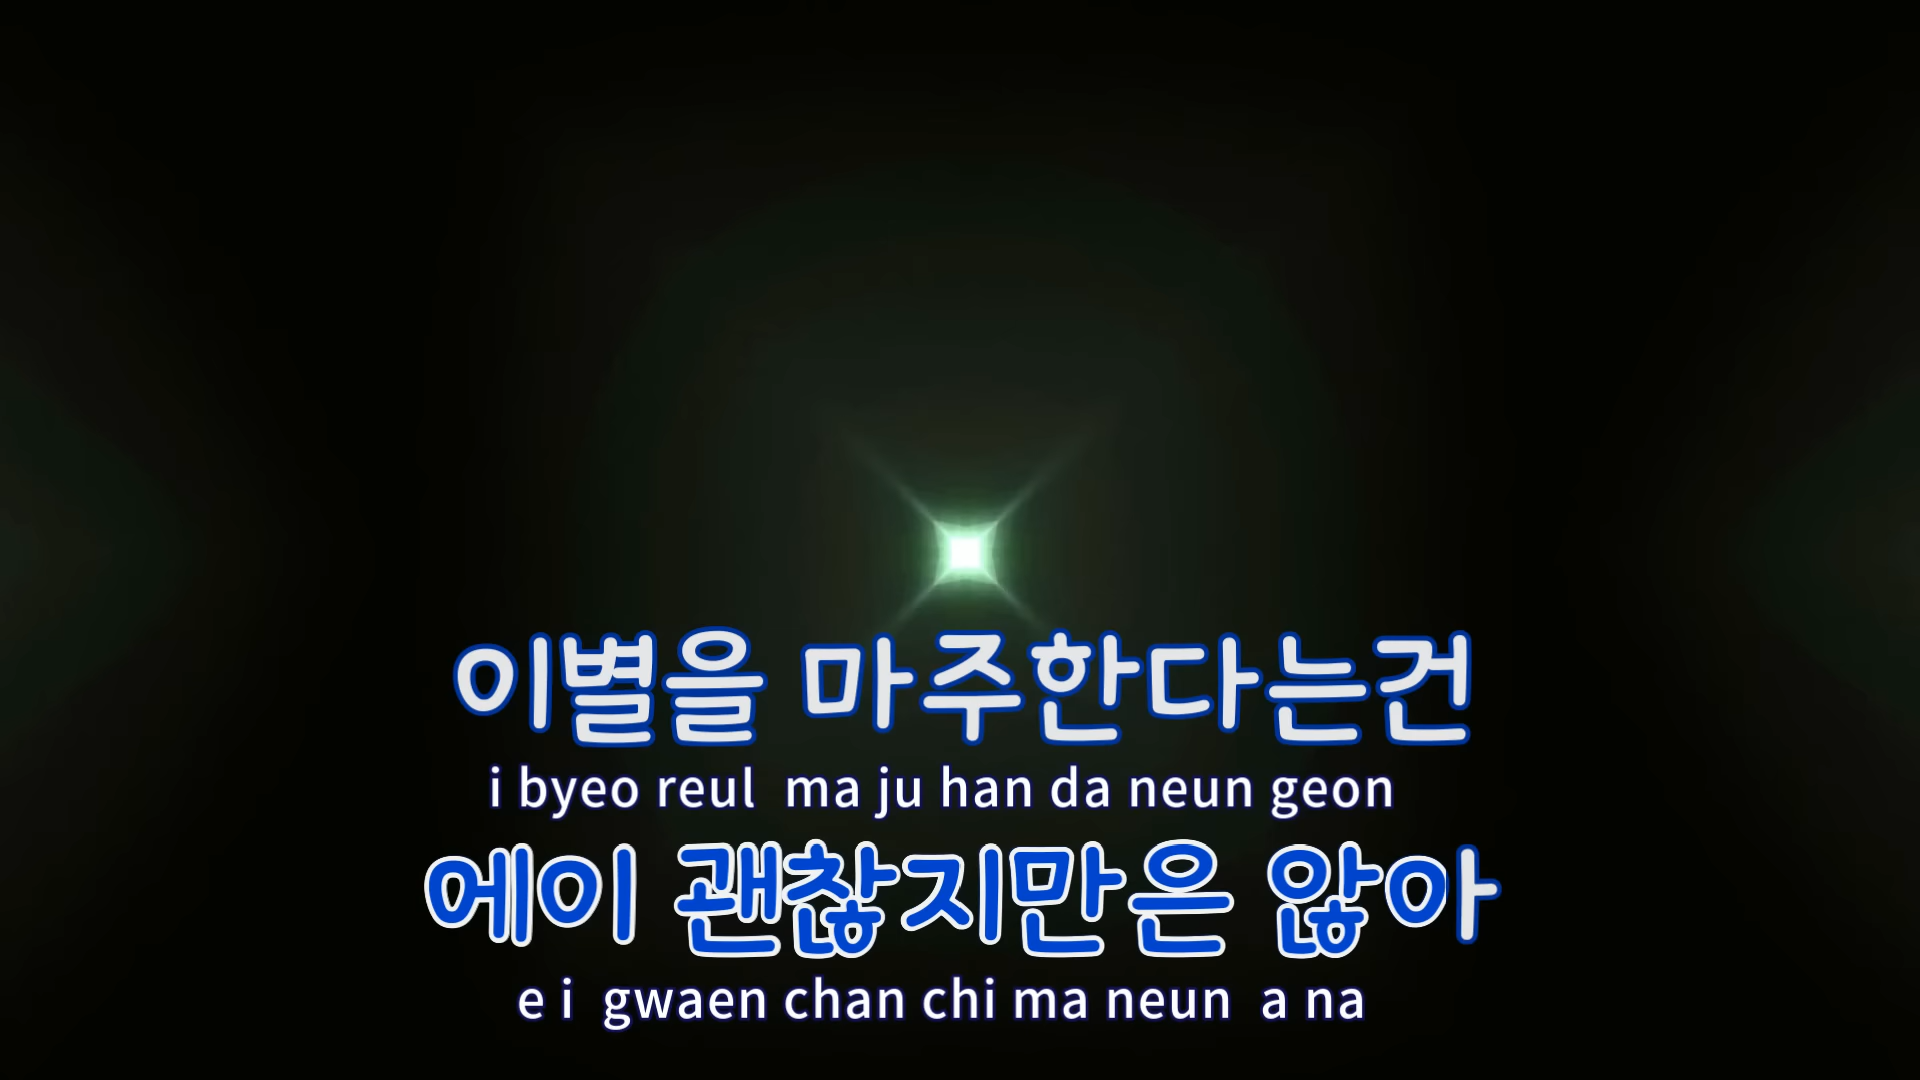 이별을 마주한다는건
i byeo reul ma ju han da neun geon
에이 괜찮지만은 않아
e i gwaen chan chi ma neun a na